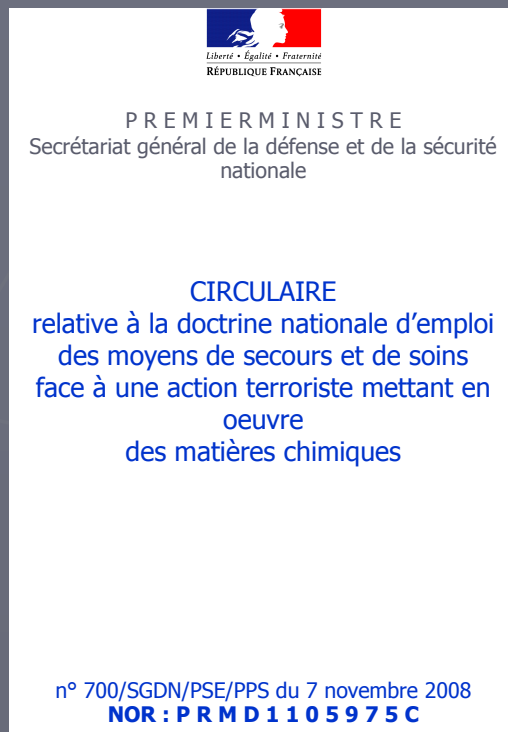 Liberté • Égalité • Fraternité
RÉPUBLIQUE FRANÇAISE
P R E M I E R M I N I S T R E
Secrétariat général de la défense et de la sécurité
nationale
CIRCULAIRE
relative à la doctrine nationale d’emploi
des moyens de secours et de soins
face à une action terroriste mettant en
oeuvre
des matières chimiques
n° 700/SGDN/PSE/PPS du 7 novembre 2008
NOR : P R M D 1 1 0 5 9 7 5 C